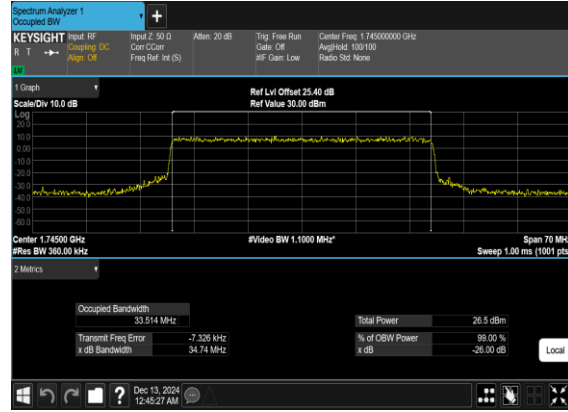 Spectrum Analyzer 1
Occupied BW
+
KEYSIGHT Input: RF Input Z: 50 Ω Atten: 20 dB Trig: Free Run Center Freq: 1.745000000 GHz
R T Coupling: DC Corr CCorr Gate: Off Avg|Hold: 100/100
Align: Off Freq Ref: Int (S) #IF Gain: Low Radio Std: None
LM
1 Graph Ref Lvl Offset 25.40 dB
Scale/Div 10.0 dB Ref Value 30.00 dBm
Log
20.0
10.0
0.00
-10.0
-20.0
-30.0
-40.0
-50.0
-60.0
Center 1.74500 GHz #Video BW 1.1000 MHz* Span 70 MHz
#Res BW 360.00 kHz Sweep 1.00 ms (1001 pts)
2 Metrics
Occupied Bandwidth
33.514 MHz Total Power 26.5 dBm
Transmit Freq Error -7.326 kHz % of OBW Power 99.00 %
x dB Bandwidth 34.74 MHz x dB -26.00 dB
Local
? Dec 13, 2024
12:45:27 AM